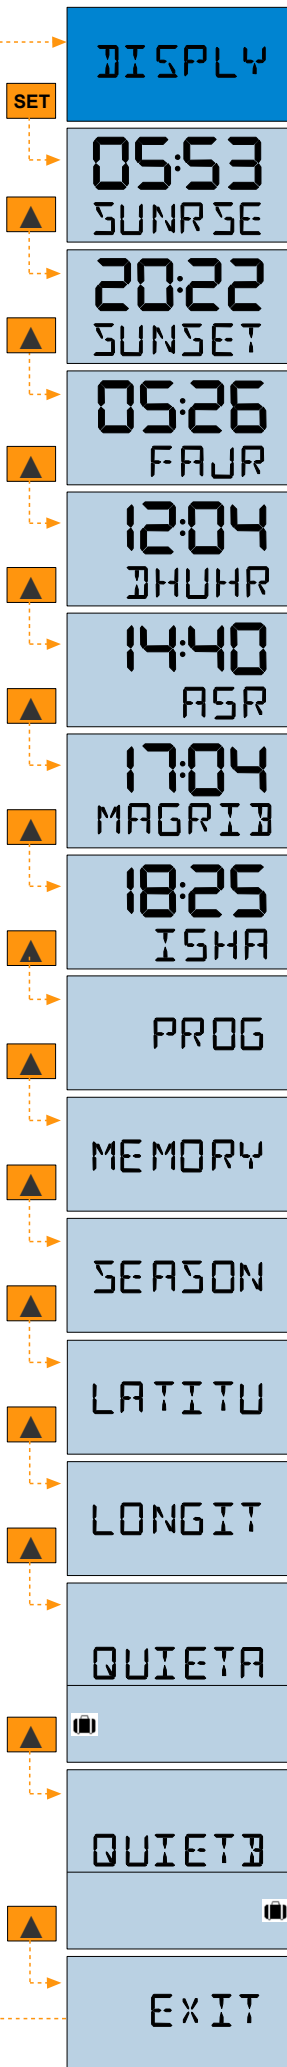 DISPLY
SET
05:53
SUNRSE
20:22
SUNSET
05:26
FAJR
12:04
DHUHR
14:40
ASR
17:04
MAGRIB
18:25
ISHA
PROG
MEMORY
SEASON
LATITU
LONGIT
QUIETA
QUIETB
EXIT